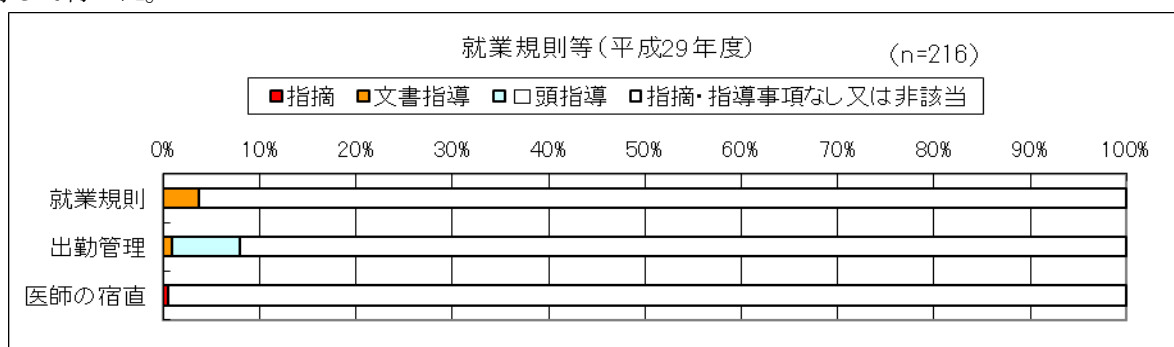 就業規則等(平成29年度) (n=216)
■指摘 ■文書指導 □口頭指導 □指摘・指導事項なし又は非該当
0% 10% 20% 30% 40% 50% 60% 70% 80% 90% 100%
就業規則
出勤管理
医師の宿直